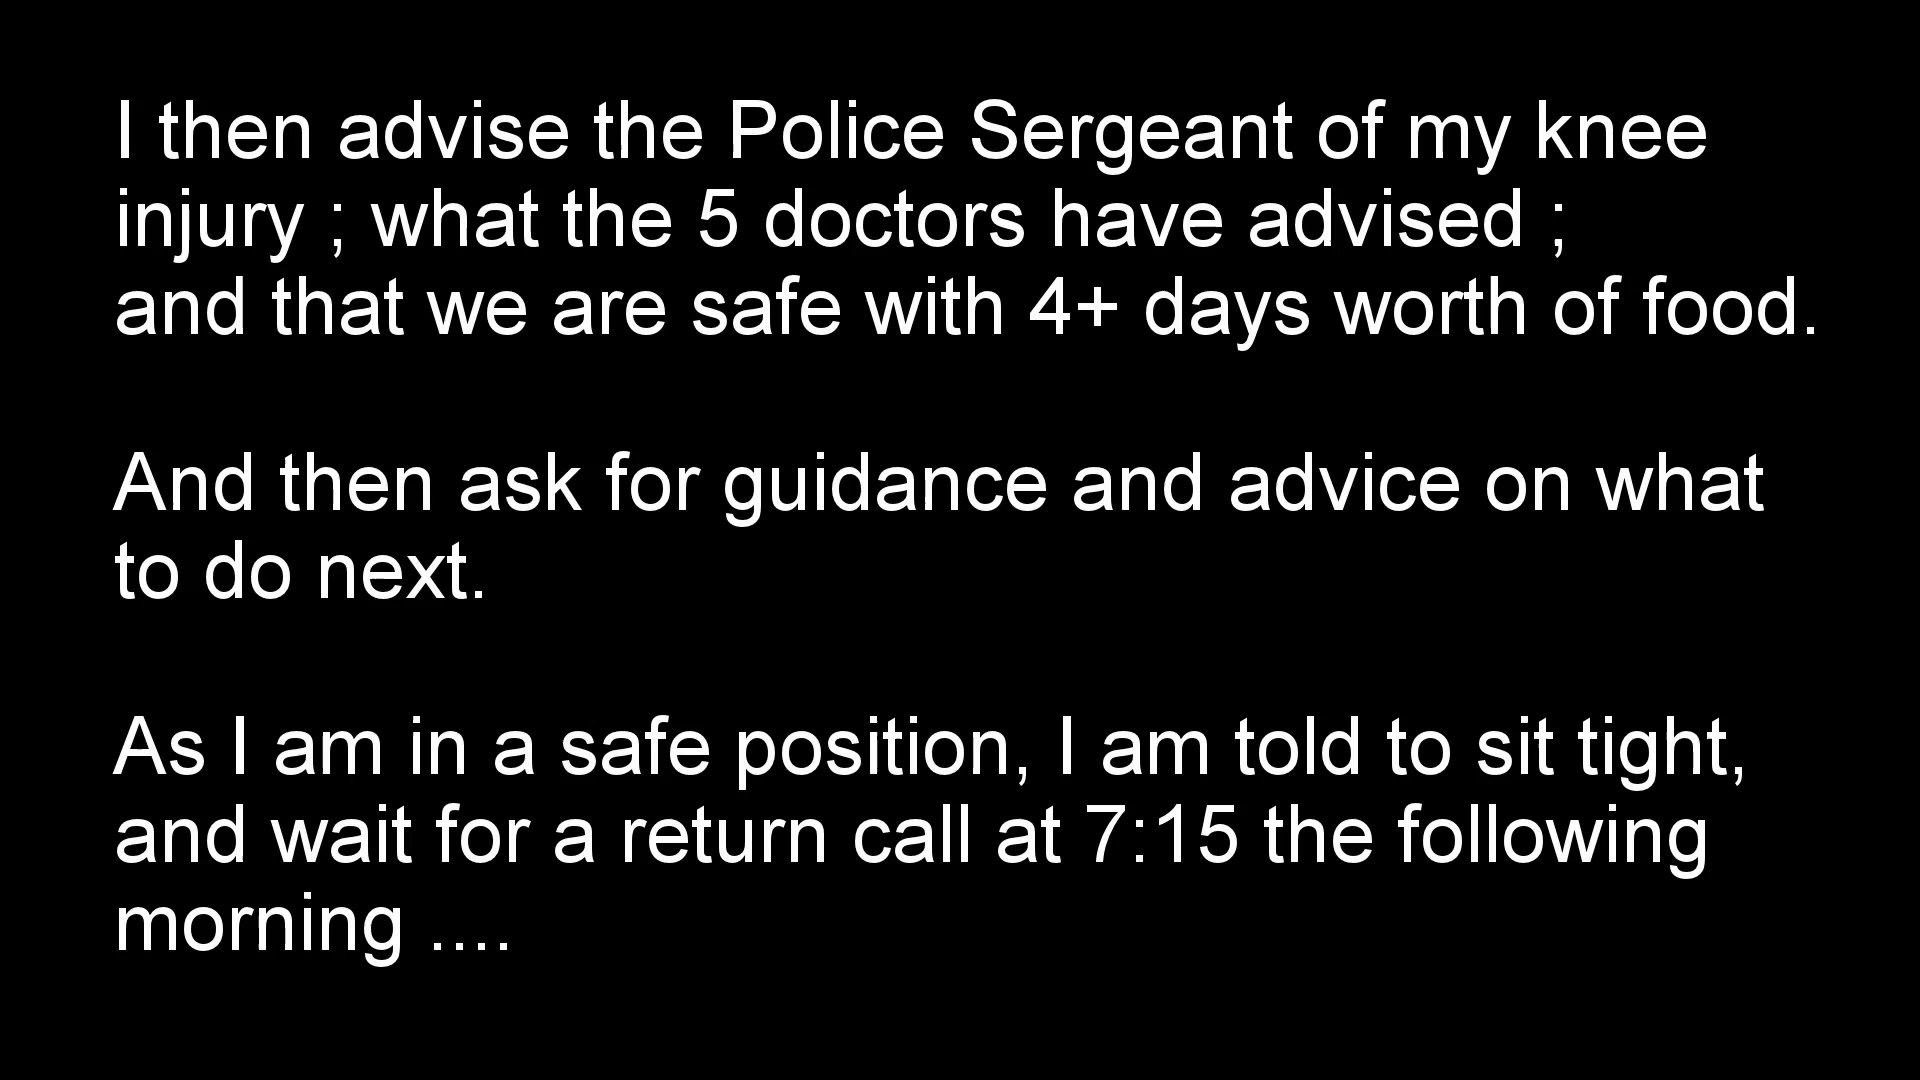 I then advise the Police Sergeant of my knee
injury ; what the 5 doctors have advised ;
and that we are safe with 4+ days worth of food.
And then ask for guidance and advice on what
to do next.
As I am in a safe position, I am told to sit tight,
and wait for a return call at 7:15 the following
morning ....